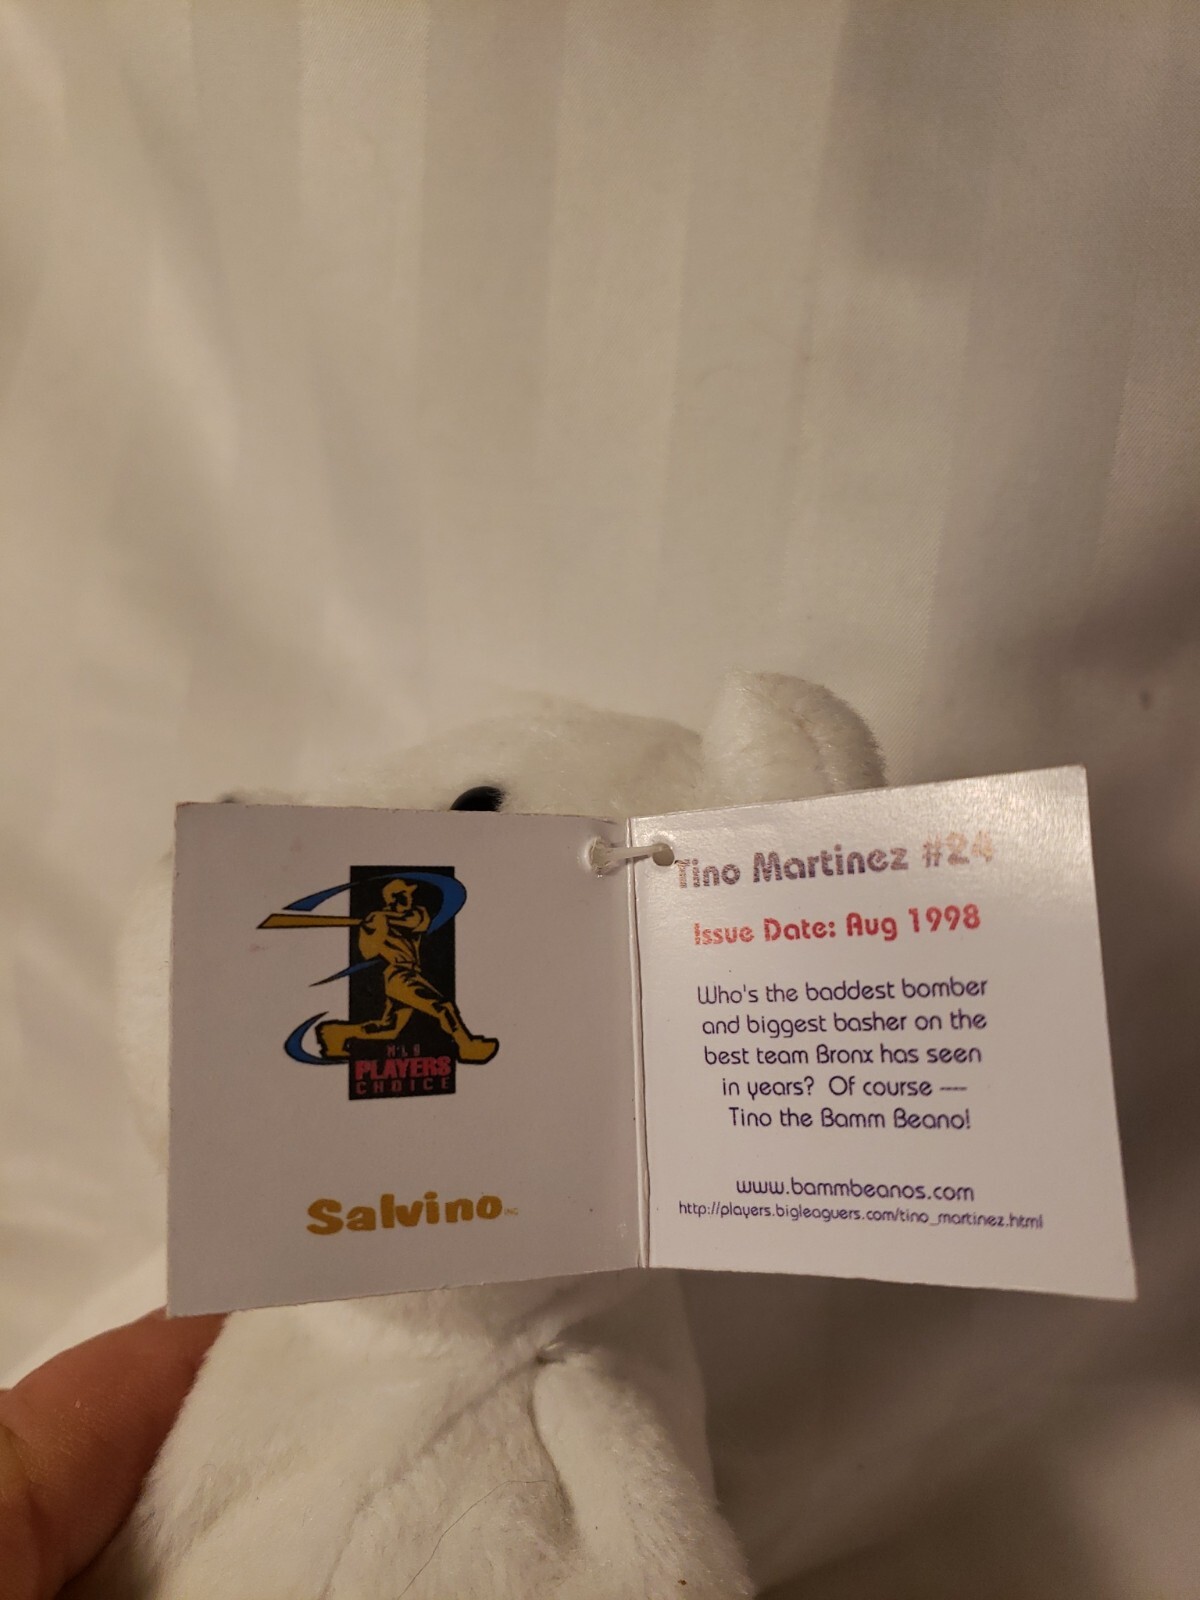 MLB
PLAYERS
CHOICE
Salvino INC
Tino Martinez #24
Issue Date: Aug 1998
Who's the baddest bomber
and biggest basher on the
best team Bronx has seen
in years? Of course —
Tino the Bamm Beano!
www.bammbeanos.com
http://players.bigleaguers.com/tino_martinez.html